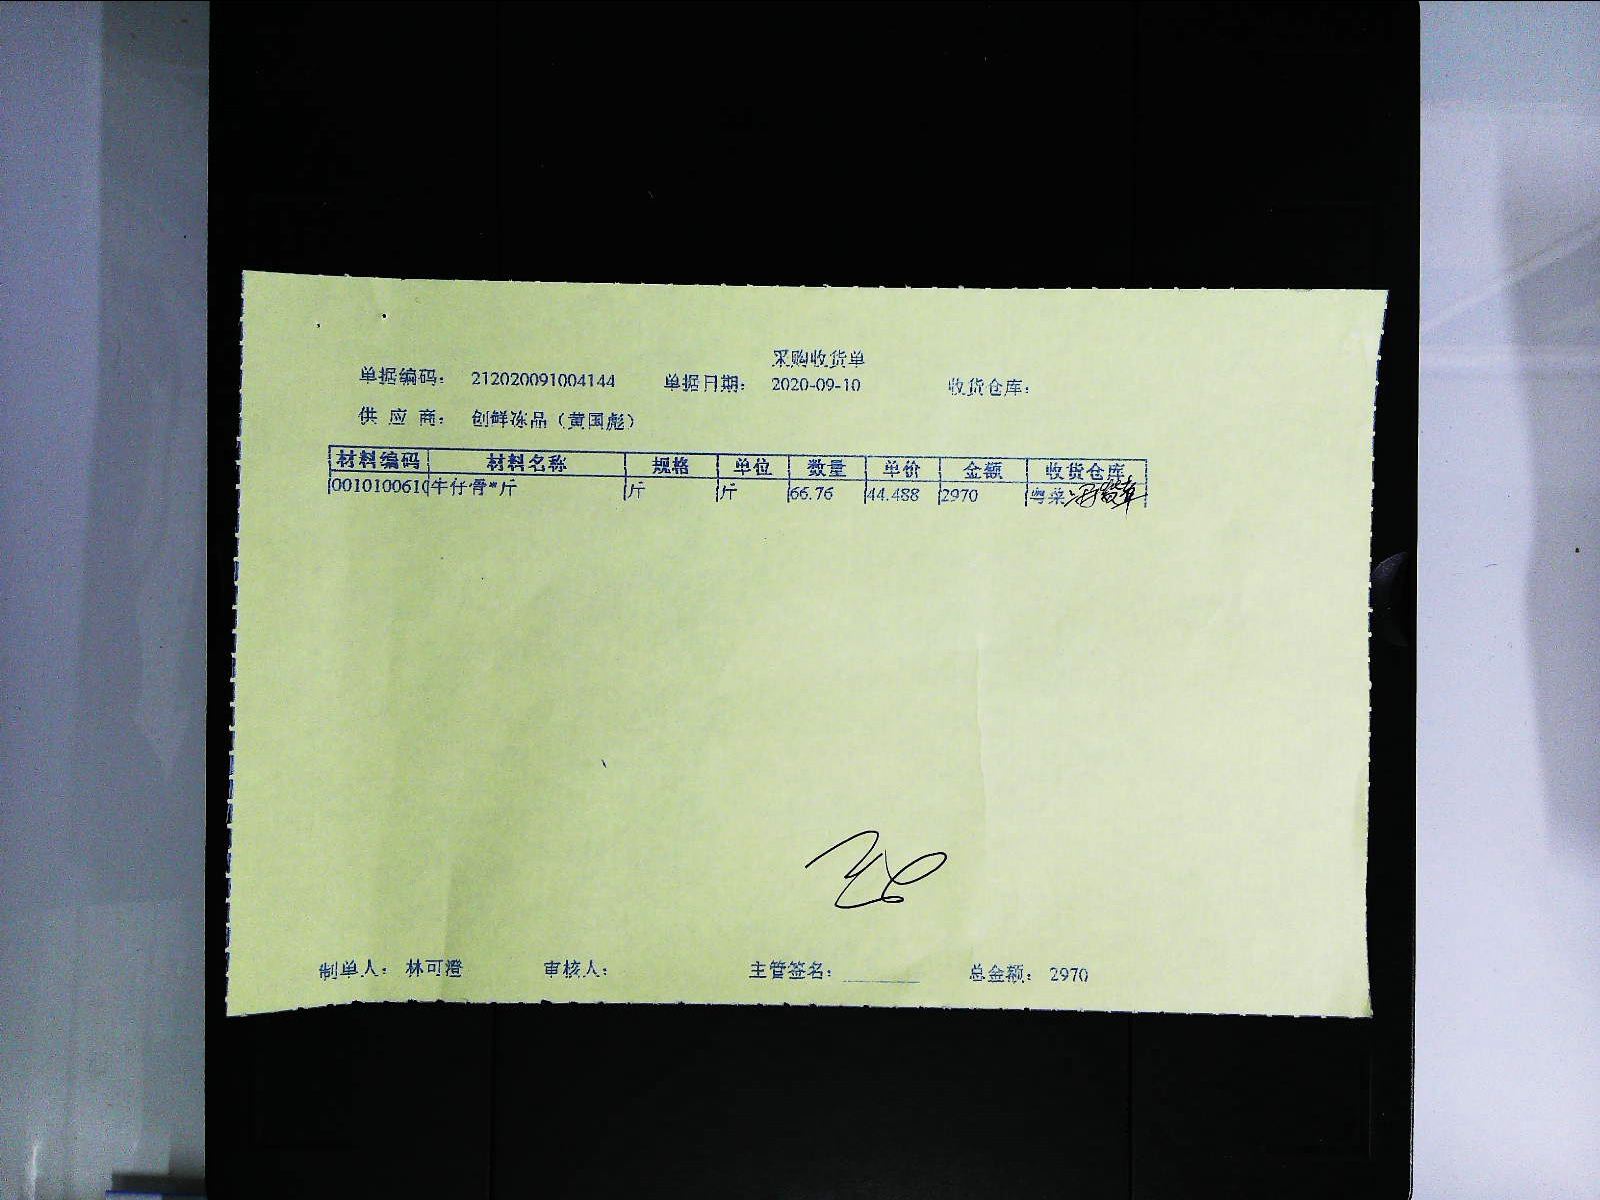 采购收货单
单据编码： 212020091004144 单据日期： 2020-09-10 收货仓库：
供 应 商： 创鲜冻品（黄国彪）
材料编码 材料名称 规格 单位 数量 单价 金额 收货仓库
0010100610 牛仔骨*斤 斤 斤 66.76 44.488 2970 粤菜
制单人： 林可澄 审核人： 主管签名： 总金额： 2970